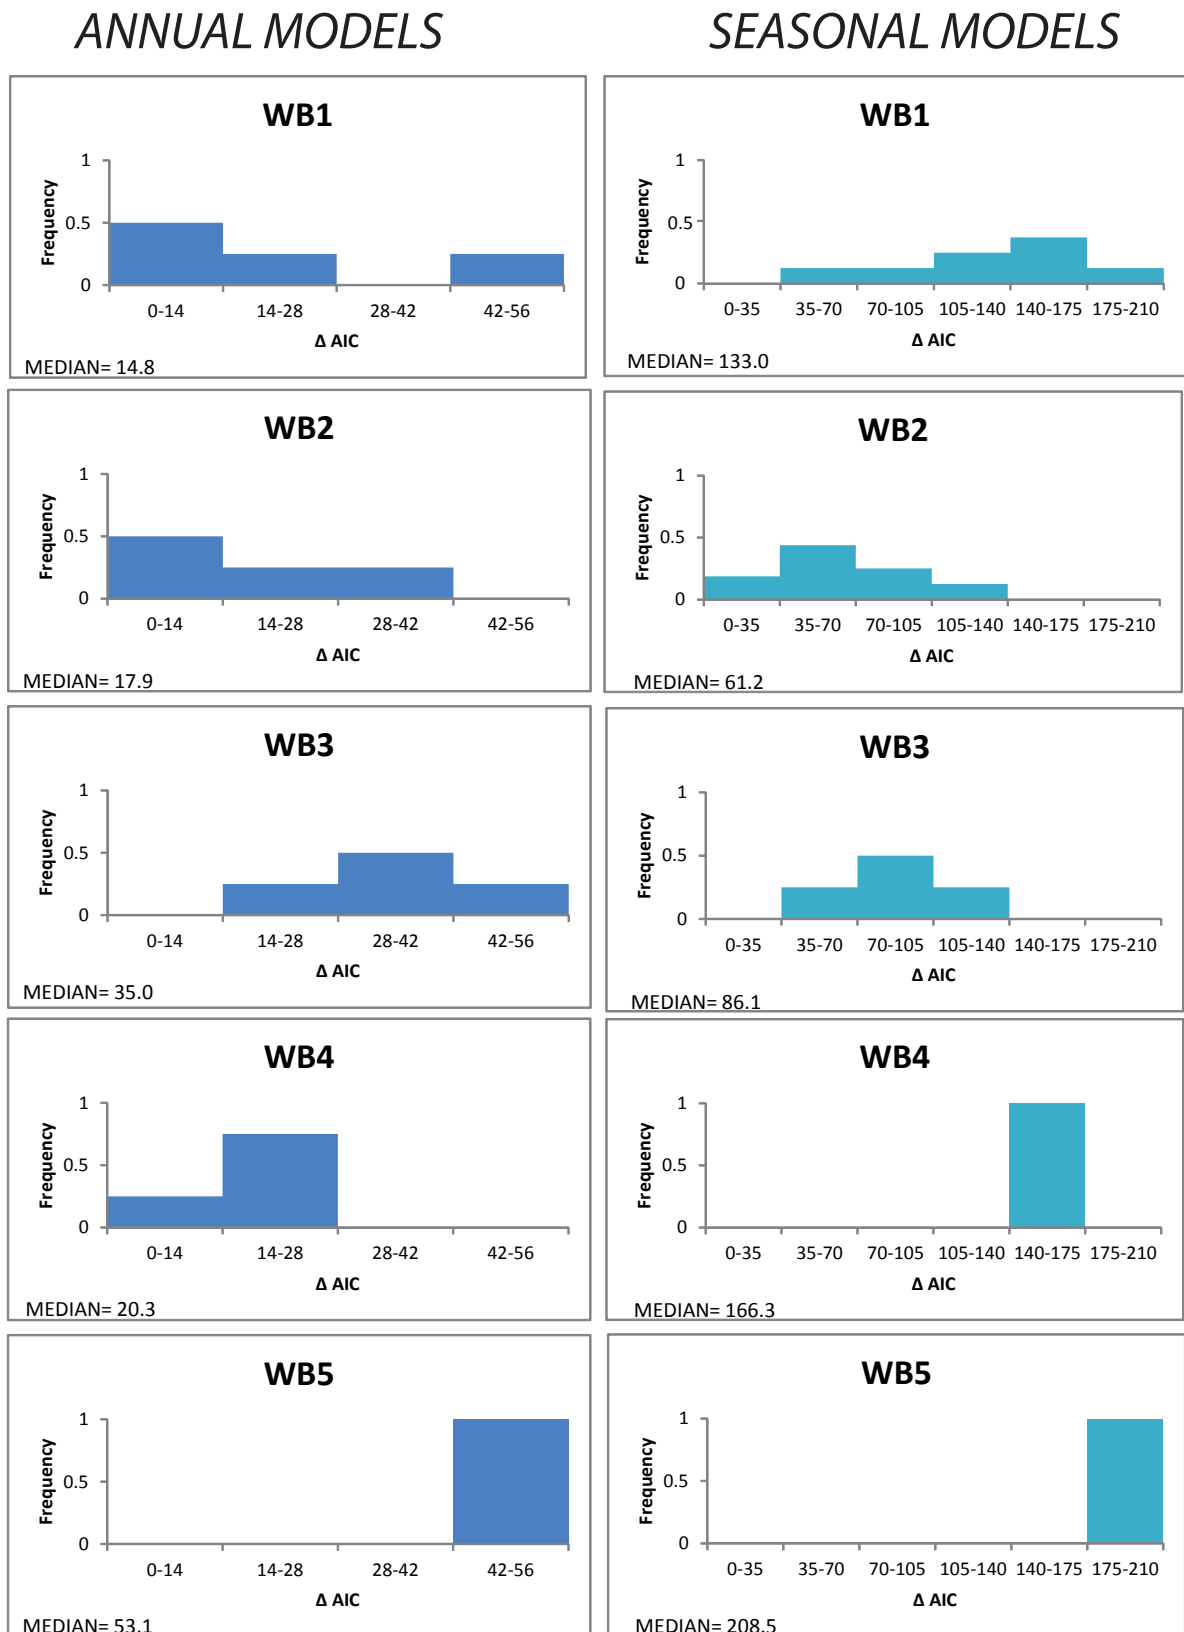 ANNUAL MODELS
SEASONAL MODELS
WB1
Frequency
1
0.5
0
0-14 14-28 28-42 42-56
Δ AIC
MEDIAN= 14.8
WB1
Frequency
1
0.5
0
0-35 35-70 70-105 105-140 140-175 175-210
Δ AIC
MEDIAN= 133.0
WB2
Frequency
1
0.5
0
0-14 14-28 28-42 42-56
Δ AIC
MEDIAN= 17.9
WB2
Frequency
1
0.5
0
0-35 35-70 70-105 105-140 140-175 175-210
Δ AIC
MEDIAN= 61.2
WB3
Frequency
1
0.5
0
0-14 14-28 28-42 42-56
Δ AIC
MEDIAN= 35.0
WB3
Frequency
1
0.5
0
0-35 35-70 70-105 105-140 140-175 175-210
Δ AIC
MEDIAN= 86.1
WB4
Frequency
1
0.5
0
0-14 14-28 28-42 42-56
Δ AIC
MEDIAN= 20.3
WB4
Frequency
1
0.5
0
0-35 35-70 70-105 105-140 140-175 175-210
Δ AIC
MEDIAN= 166.3
WB5
Frequency
1
0.5
0
0-14 14-28 28-42 42-56
Δ AIC
MEDIAN= 53.1
WB5
Frequency
1
0.5
0
0-35 35-70 70-105 105-140 140-175 175-210
Δ AIC
MEDIAN= 208.5